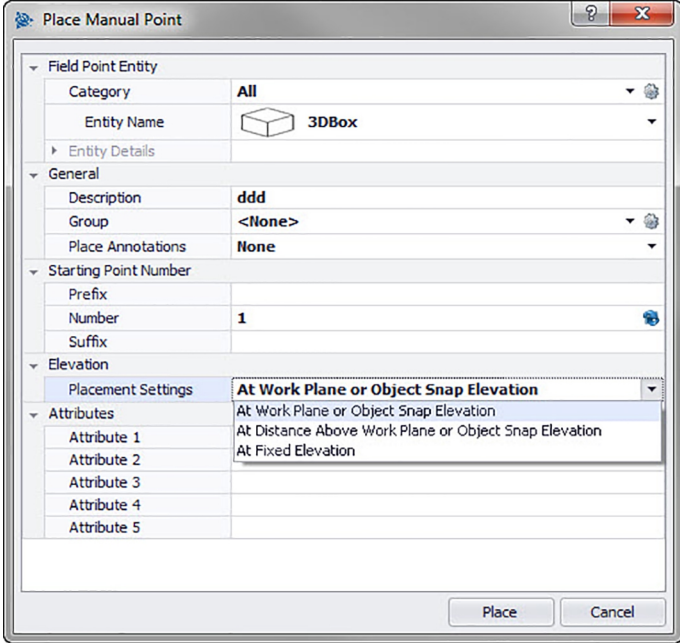 Place Manual Point
?
Field Point Entity
Category All
Entity Name 3DBox
Entity Details
General
Description ddd
Group <None>
Place Annotations None
Starting Point Number
Prefix
Number 1
Suffix
Elevation
Placement Settings At Work Plane or Object Snap Elevation
At Work Plane or Object Snap Elevation
At Distance Above Work Plane or Object Snap Elevation
At Fixed Elevation
Attributes
Attribute 1
Attribute 2
Attribute 3
Attribute 4
Attribute 5
Place Cancel